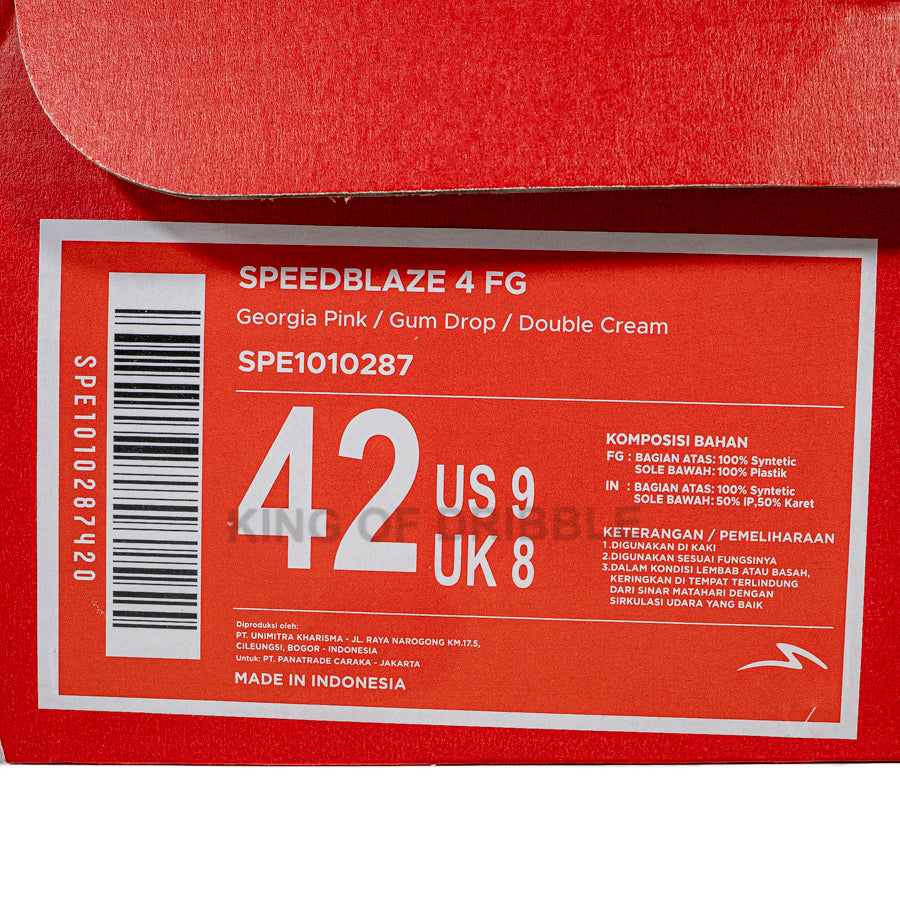 SPEEDBLAZE 4 FG
Georgia Pink / Gum Drop / Double Cream
SPE1010287
SPE1010287420
42
US 9
UK 8
KING OF DRIBBLE
KOMPOSISI BAHAN
FG : BAGIAN ATAS: 100% Syntetic
SOLE BAWAH: 100% Plastik
IN : BAGIAN ATAS: 100% Syntetic
SOLE BAWAH: 50% IP,50% Karet
KETERANGAN / PEMELIHARAAN
1.DIGUNAKAN DI KAKI
2.DIGUNAKAN SESUAI FUNGSINYA
3.DALAM KONDISI LEMBAB ATAU BASAH,
KERINGKAN DI TEMPAT TERLINDUNG
DARI SINAR MATAHARI DENGAN
SIRKULASI UDARA YANG BAIK
Diproduksi oleh:
PT. UNIMITRA KHARISMA - JL. RAYA NAROGONG KM.17.5,
CILEUNGSI, BOGOR - INDONESIA
Untuk: PT. PANATRADE CARAKA - JAKARTA
MADE IN INDONESIA